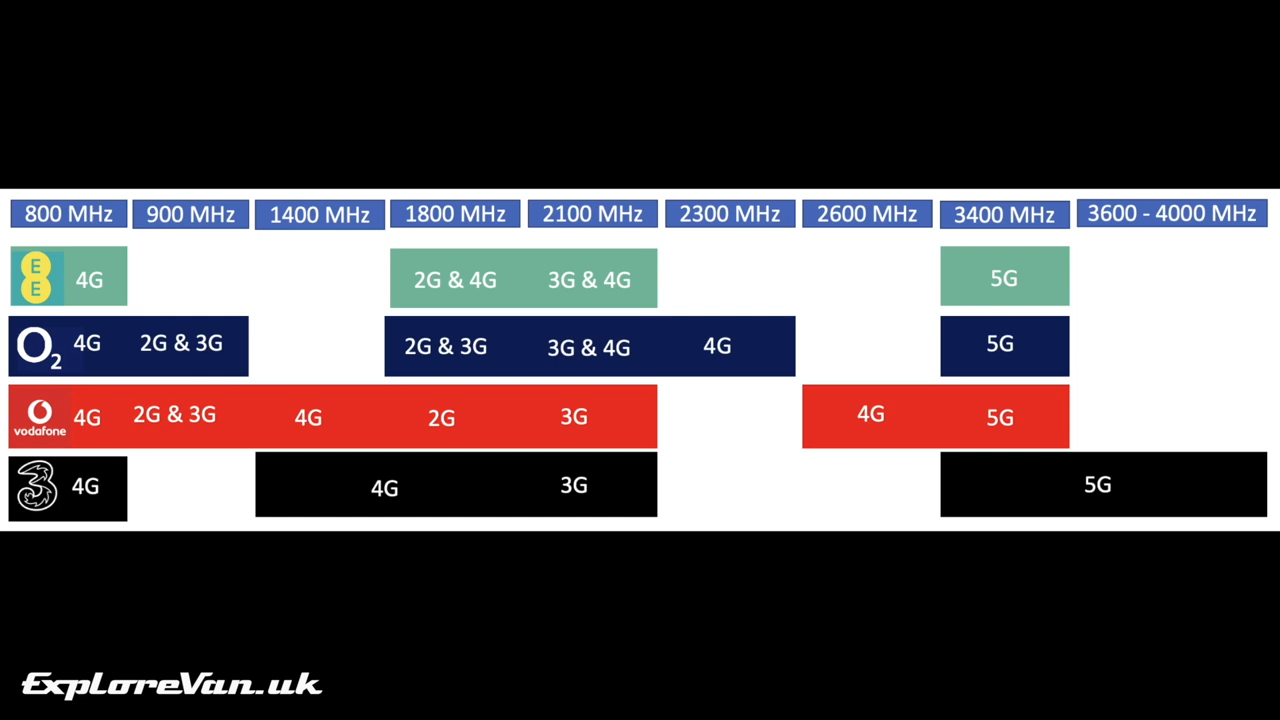 800 MHz 900 MHz 1400 MHz 1800 MHz 2100 MHz 2300 MHz 2600 MHz 3400 MHz 3600 - 4000 MHz
EE 4G 2G & 4G 3G & 4G 5G
O2 4G 2G & 3G 2G & 3G 3G & 4G 4G 5G
vodafone 4G 2G & 3G 4G 2G 3G 4G 5G
3 4G 4G 3G 5G
ExploreVan.uk